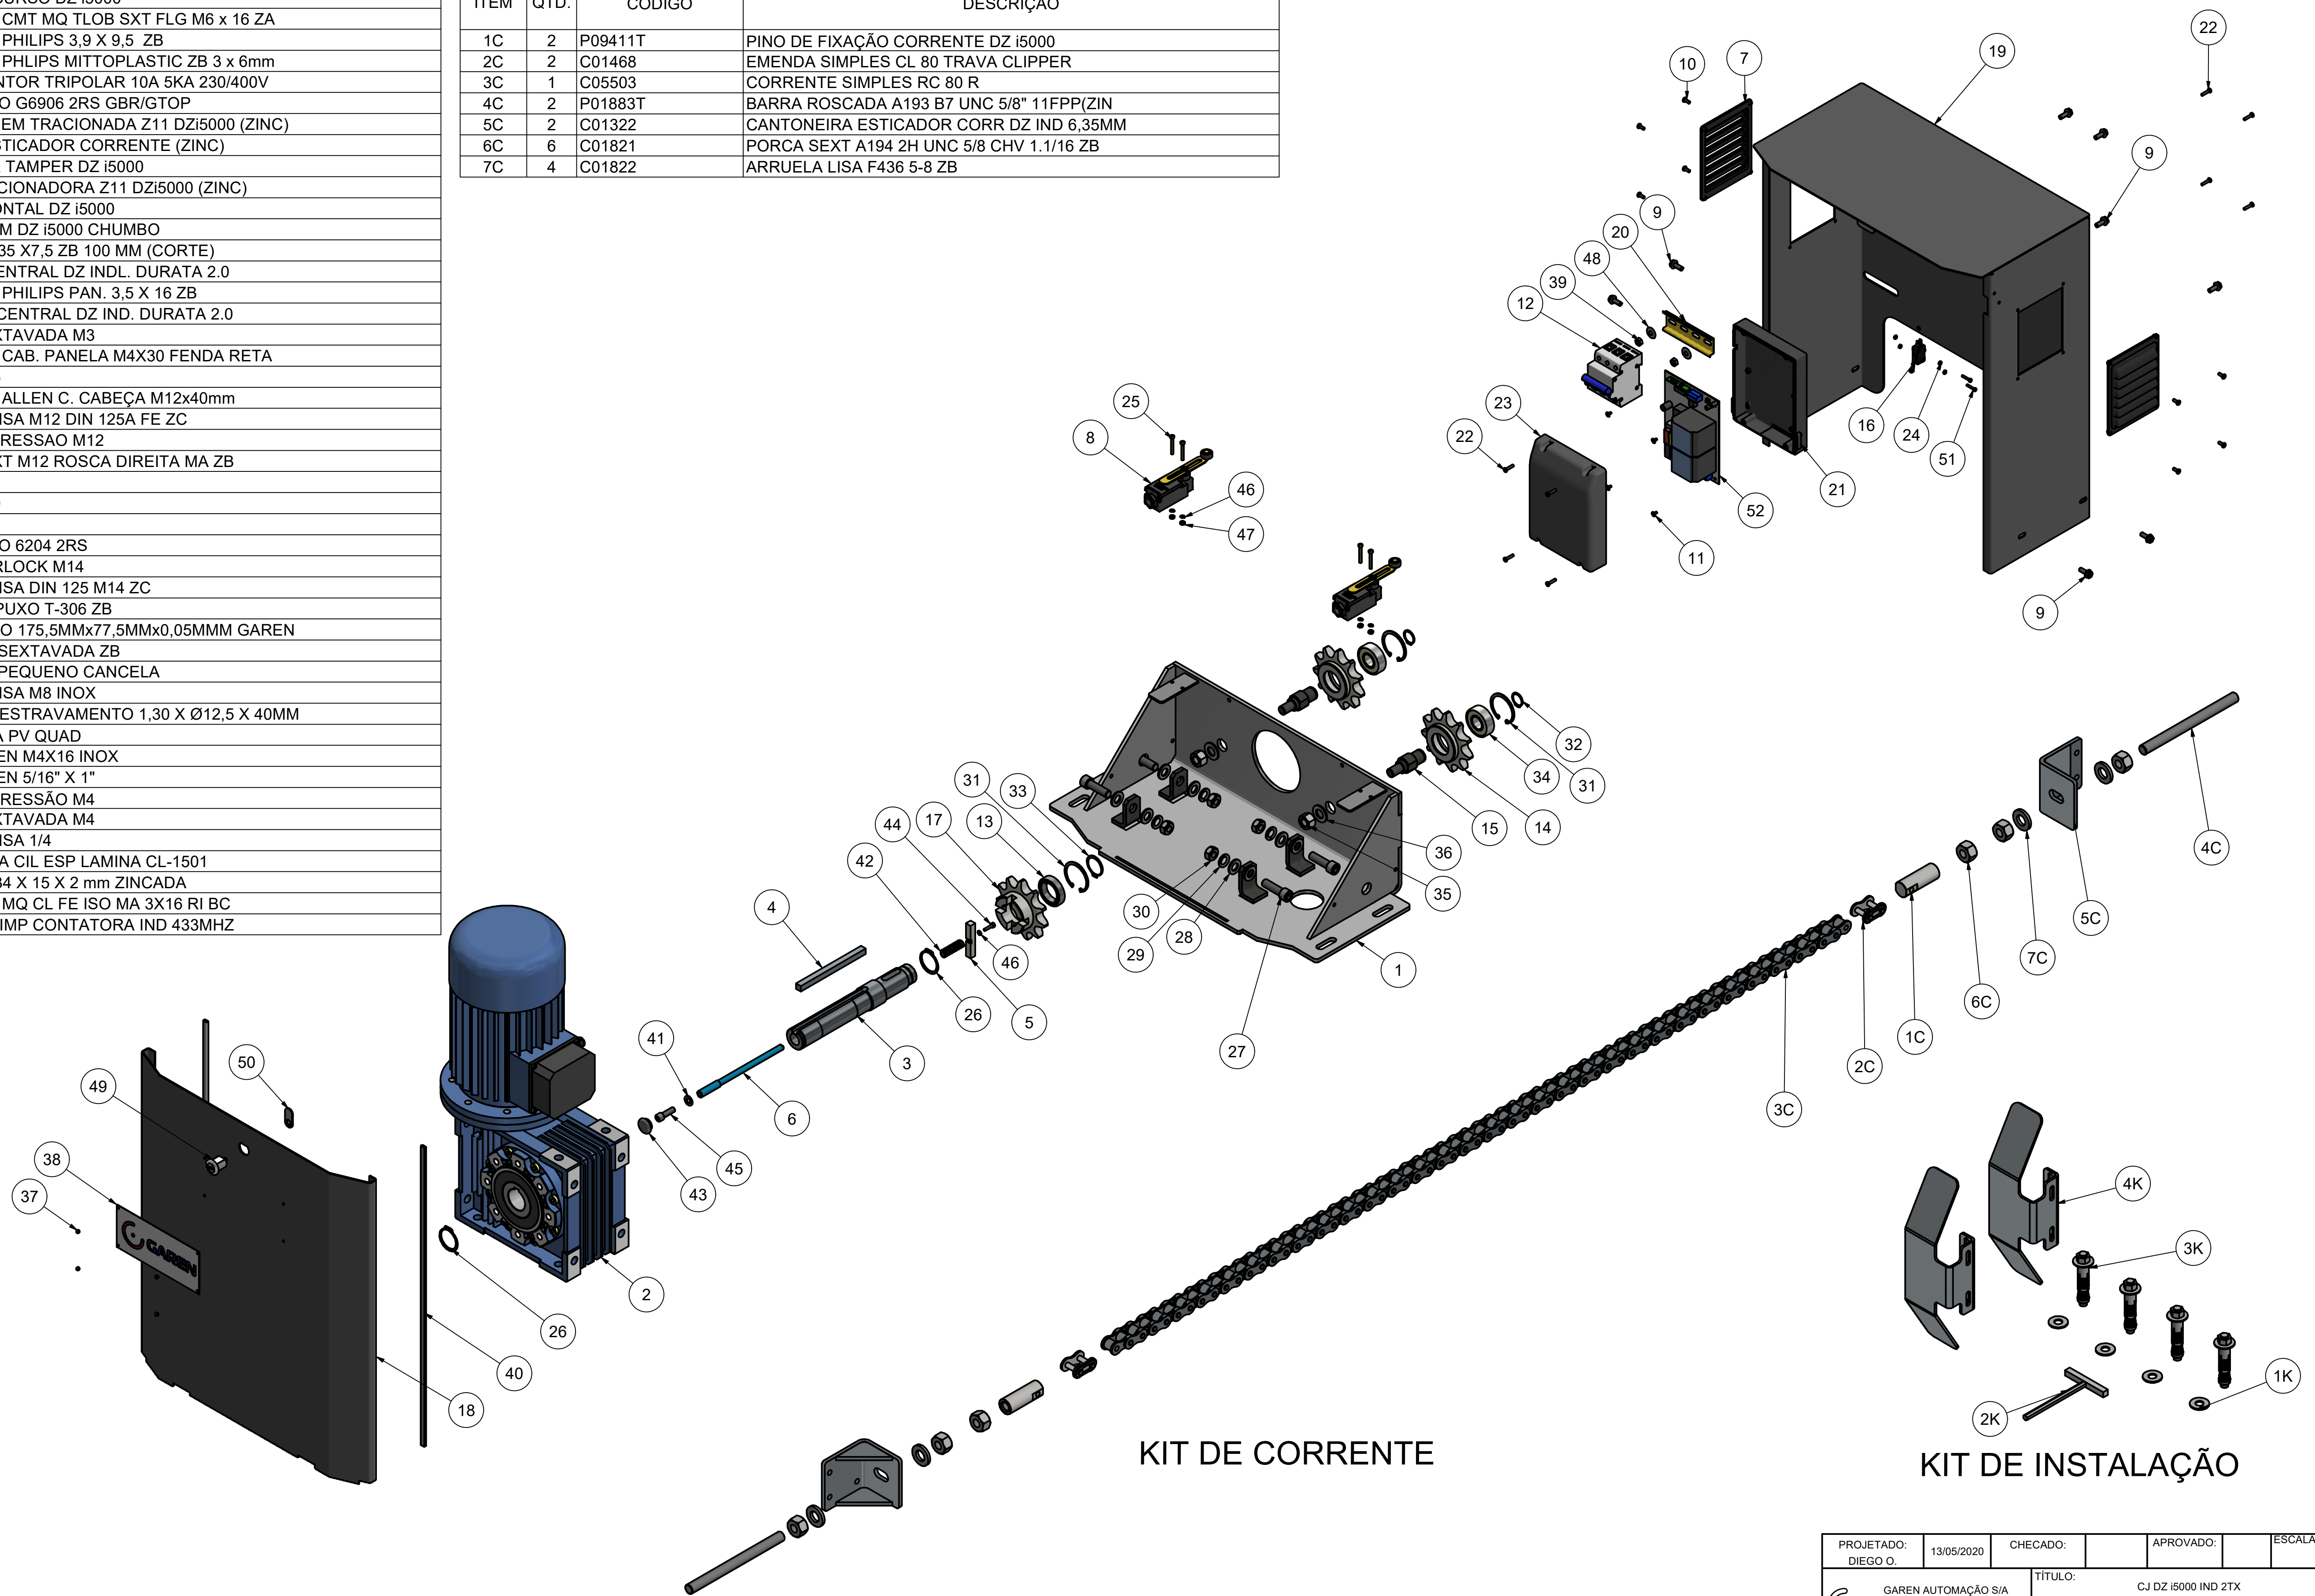 CMT MQ TLOB SXT FLG M6 x 16 ZA
PHILIPS 3,9 X 9,5 ZB
PHLIPS MITTOPLASTIC ZB 3 x 6mm
NTOR TRIPOLAR 10A 5KA 230/400V
O G6906 2RS GBR/GTOP
EM TRACIONADA Z11 DZi5000 (ZINC)
STICADOR CORRENTE (ZINC)
TAMPER DZ i5000
CIONADORA Z11 DZi5000 (ZINC)
ONTAL DZ i5000
M DZ i5000 CHUMBO
35 X7,5 ZB 100 MM (CORTE)
ENTRAL DZ INDL. DURATA 2.0
PHILIPS PAN. 3,5 X 16 ZB
CENTRAL DZ IND. DURATA 2.0
XTAVADA M3
CAB. PANELA M4X30 FENDA RETA
ALLEN C. CABEÇA M12x40mm
ISA M12 DIN 125A FE ZC
RESSAO M12
XT M12 ROSCA DIREITA MA ZB
O 6204 2RS
RLOCK M14
ISA DIN 125 M14 ZC
PUXO T-306 ZB
O 175,5MMx77,5MMx0,05MMM GAREN
SEXTAVADA ZB
PEQUENO CANCELA
ISA M8 INOX
ESTRAVAMENTO 1,30 X Ø12,5 X 40MM
A PV QUAD
EN M4X16 INOX
EN 5/16" X 1"
RESSÃO M4
XTAVADA M4
ISA 1/4
A CIL ESP LAMINA CL-1501
34 X 15 X 2 mm ZINCADA
MQ CL FE ISO MA 3X16 RI BC
IMP CONTATORA IND 433MHZ
ITEM QTD. CÓDIGO DESCRIÇÃO
1C 2 P09411T PINO DE FIXAÇÃO CORRENTE DZ i5000
2C 2 C01468 EMENDA SIMPLES CL 80 TRAVA CLIPPER
3C 1 C05503 CORRENTE SIMPLES RC 80 R
4C 2 P01883T BARRA ROSCADA A193 B7 UNC 5/8" 11FPP(ZIN
5C 2 C01322 CANTONEIRA ESTICADOR CORR DZ IND 6,35MM
6C 6 C01821 PORCA SEXT A194 2H UNC 5/8 CHV 1.1/16 ZB
7C 4 C01822 ARRUELA LISA F436 5-8 ZB
22
19
7
10
9
9
20
48
39
12
16
24
51
21
52
11
23
22
9
25
8
46
47
32
31
34
14
15
36
35
1
27
28
29
30
31
33
13
17
44
42
46
5
26
4
3
6
41
45
43
2
26
40
18
50
49
38
37
GAREN
4C
5C
7C
6C
1C
2C
3C
4K
3K
1K
2K
KIT DE CORRENTE
KIT DE INSTALAÇÃO
PROJETADO:
DIEGO O.
13/05/2020
CHECADO:
APROVADO:
ESCALA
GAREN AUTOMAÇÃO S/A
TÍTULO:
CJ DZ i5000 IND 2TX